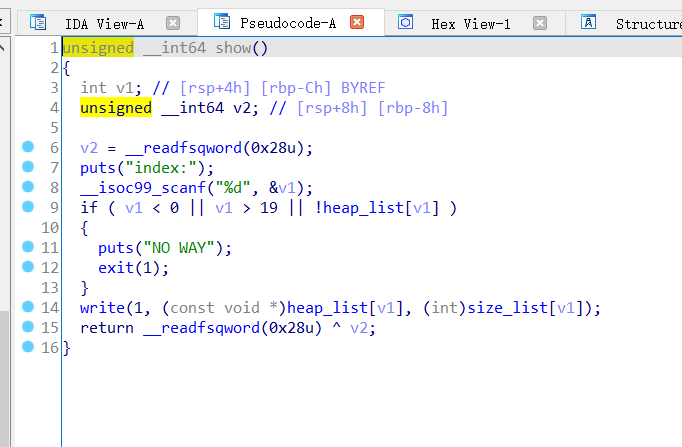 IDA View-A Pseudocode-A Hex View-1 Structure
1 unsigned __int64 show()
2 {
3 int v1; // [rsp+4h] [rbp-Ch] BYREF
4 unsigned __int64 v2; // [rsp+8h] [rbp-8h]
5
6 v2 = __readfsqword(0x28u);
7 puts("index:");
8 __isoc99_scanf("%d", &v1);
9 if ( v1 < 0 || v1 > 19 || !heap_list[v1] )
10 {
11 puts("NO WAY");
12 exit(1);
13 }
14 write(1, (const void *)heap_list[v1], (int)size_list[v1]);
15 return __readfsqword(0x28u) ^ v2;
16 }